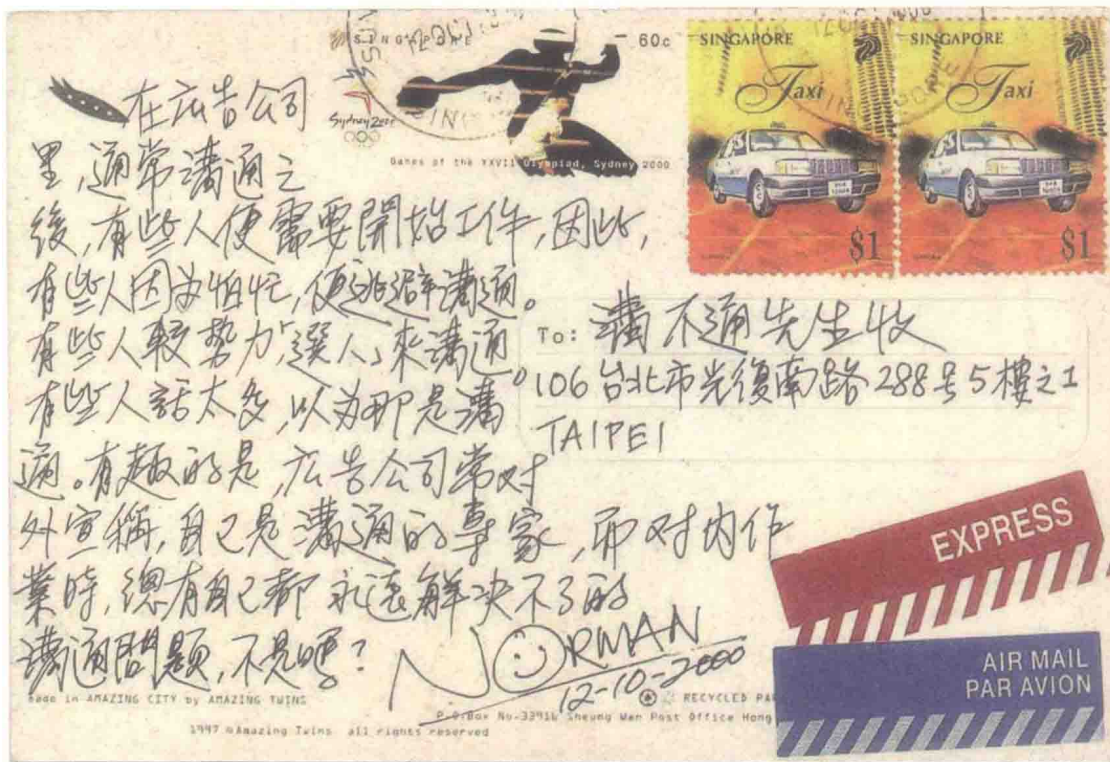 SINGAPORE
60c
Sydney 2000
Games of the XXVII Olympiad, Sydney 2000
SINGAPORE
Taxi
$1
SINGAPORE
Taxi
$1
在広告公司
里,通常溝通之
後,有些人便需要開始工作,因此,
有些人因为怕忙,便逃避溝通。
有些人較势力「選人」來溝通。
有些人話太多,以为那是溝
通。有趣的是,広告公司常对
外宣稱,自己是溝通的專家,而对内作
業時,總有自己都永遠解决不了的
溝通問題,不是嗎?
NORMAN
12-10-2000
To: 溝不通先生收
106 台北市光復南路288号5樓之1
TAIPEI
EXPRESS
AIR MAIL
PAR AVION
made in AMAZING CITY by AMAZING TWINS
RECYCLED
P.O.Box No.33916 Sheung Wan Post Office Hong
1997 ©Amazing Twins all rights reserved